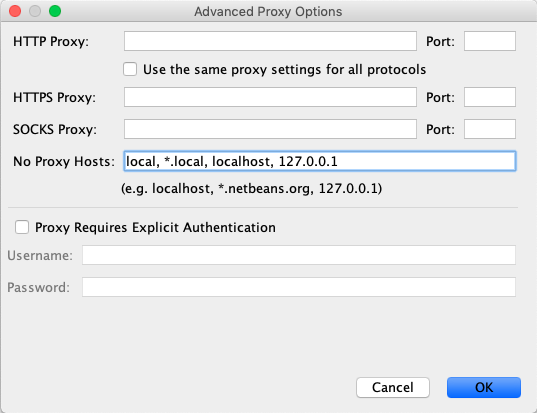 Advanced Proxy Options
HTTP Proxy: Port:
Use the same proxy settings for all protocols
HTTPS Proxy: Port:
SOCKS Proxy: Port:
No Proxy Hosts: local, *.local, localhost, 127.0.0.1
(e.g. localhost, *.netbeans.org, 127.0.0.1)
Proxy Requires Explicit Authentication
Username:
Password:
Cancel OK